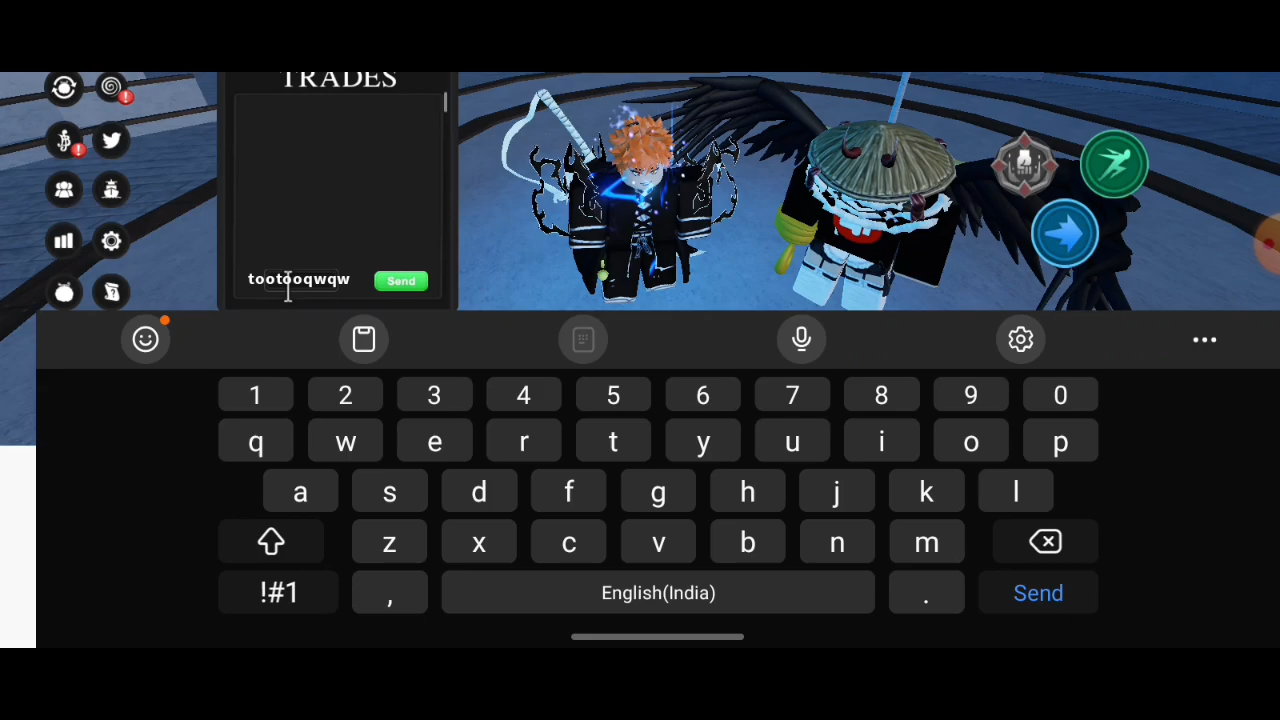 TRADES
tootooqwqw
Send
1 2 3 4 5 6 7 8 9 0
q w e r t y u i o p
a s d f g h j k l
z x c v b n m
!#1 , English(India) . Send